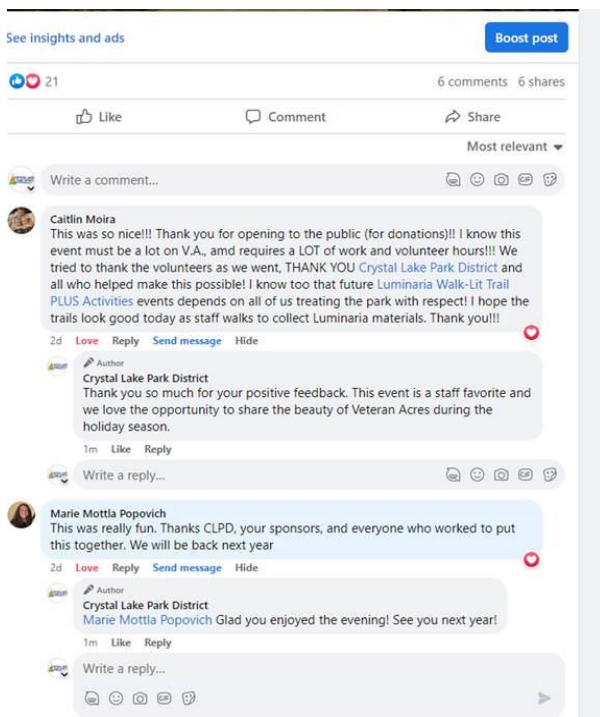 See insights and ads
Boost post
21
6 comments 6 shares
Like
Comment
Share
Most relevant
Write a comment...
Caitlin Moira
This was so nice!!! Thank you for opening to the public (for donations)!! I know this
event must be a lot on V.A., amd requires a LOT of work and volunteer hours!!! We
tried to thank the volunteers as we went, THANK YOU Crystal Lake Park District and
all who helped make this possible! I know too that future Luminaria Walk-Lit Trail
PLUS Activities events depends on all of us treating the park with respect! I hope the
trails look good today as staff walks to collect Luminaria materials. Thank you!!!
2d Love Reply Send message Hide
Author
Crystal Lake Park District
Thank you so much for your positive feedback. This event is a staff favorite and
we love the opportunity to share the beauty of Veteran Acres during the
holiday season.
1m Like Reply
Write a reply...
Marie Mottla Popovich
This was really fun. Thanks CLPD, your sponsors, and everyone who worked to put
this together. We will be back next year
2d Love Reply Send message Hide
Author
Crystal Lake Park District
Marie Mottla Popovich Glad you enjoyed the evening! See you next year!
1m Like Reply
Write a reply...